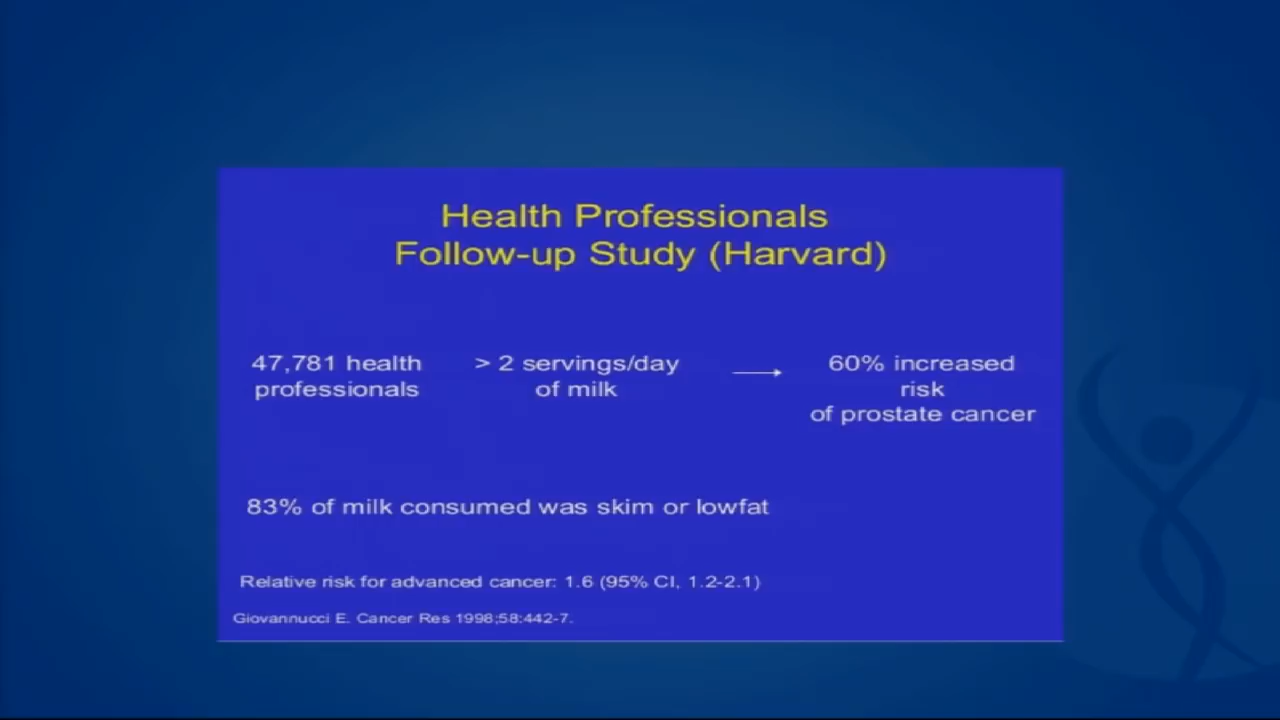 Health Professionals
Follow-up Study (Harvard)
47,781 health
professionals
> 2 servings/day
of milk
60% increased
risk
of prostate cancer
83% of milk consumed was skim or lowfat
Relative risk for advanced cancer: 1.6 (95% CI, 1.2-2.1)
Giovannucci E. Cancer Res 1998;58:442-7.